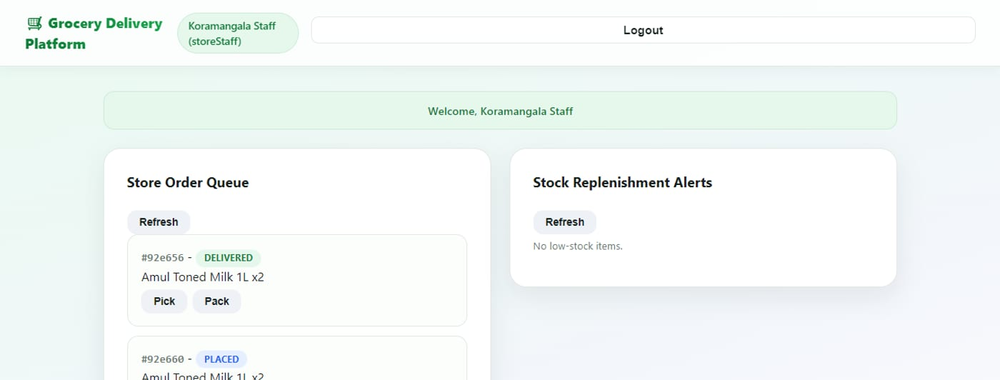 Grocery Delivery
Platform
Koramangala Staff
(storeStaff)
Logout
Welcome, Koramangala Staff
Store Order Queue
Refresh
#92e656 - DELIVERED
Amul Toned Milk 1L x2
Pick Pack
#92e660 - PLACED
Amul Toned Milk 1L x2
Stock Replenishment Alerts
Refresh
No low-stock items.